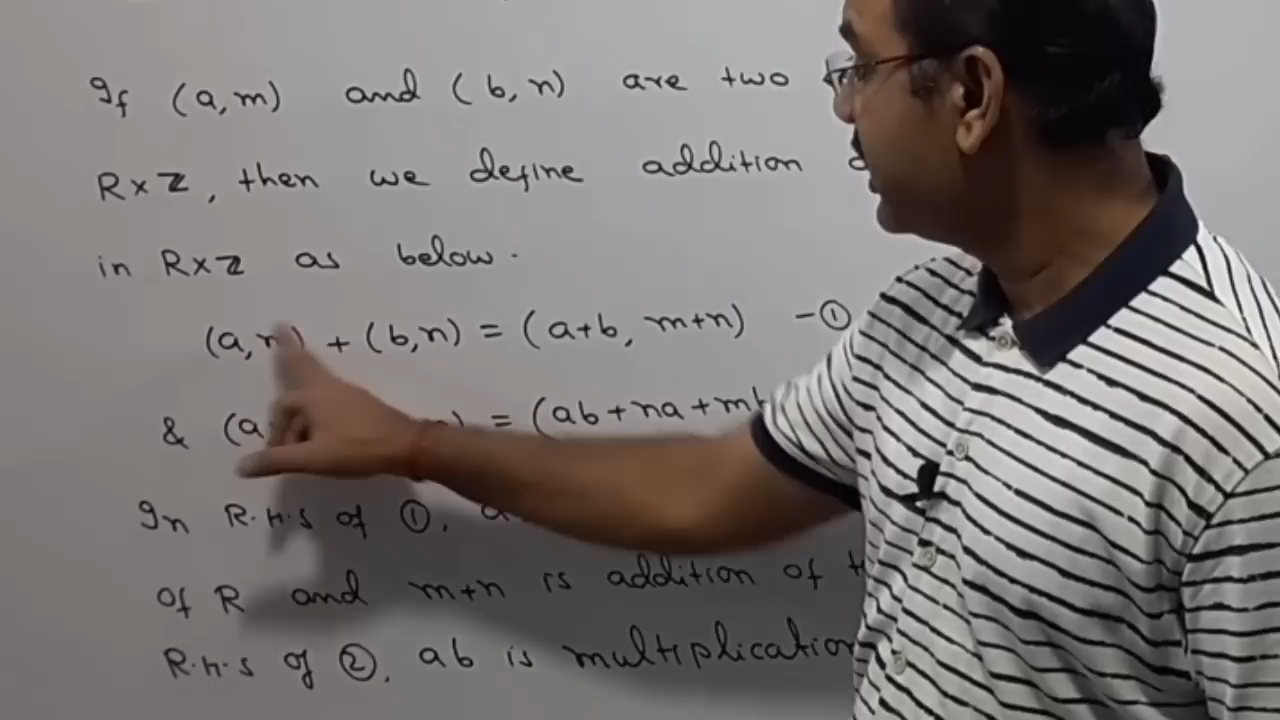 If (a,m) and (b,n) are two
R×Z, then we define addition
in R×Z as below.
(a,m) + (b,n) = (a+b, m+n) -①
& (a = (ab+na+m
In R.H.S of ①,
of R and m+n is addition of
R.H.S of ②, ab is multiplication